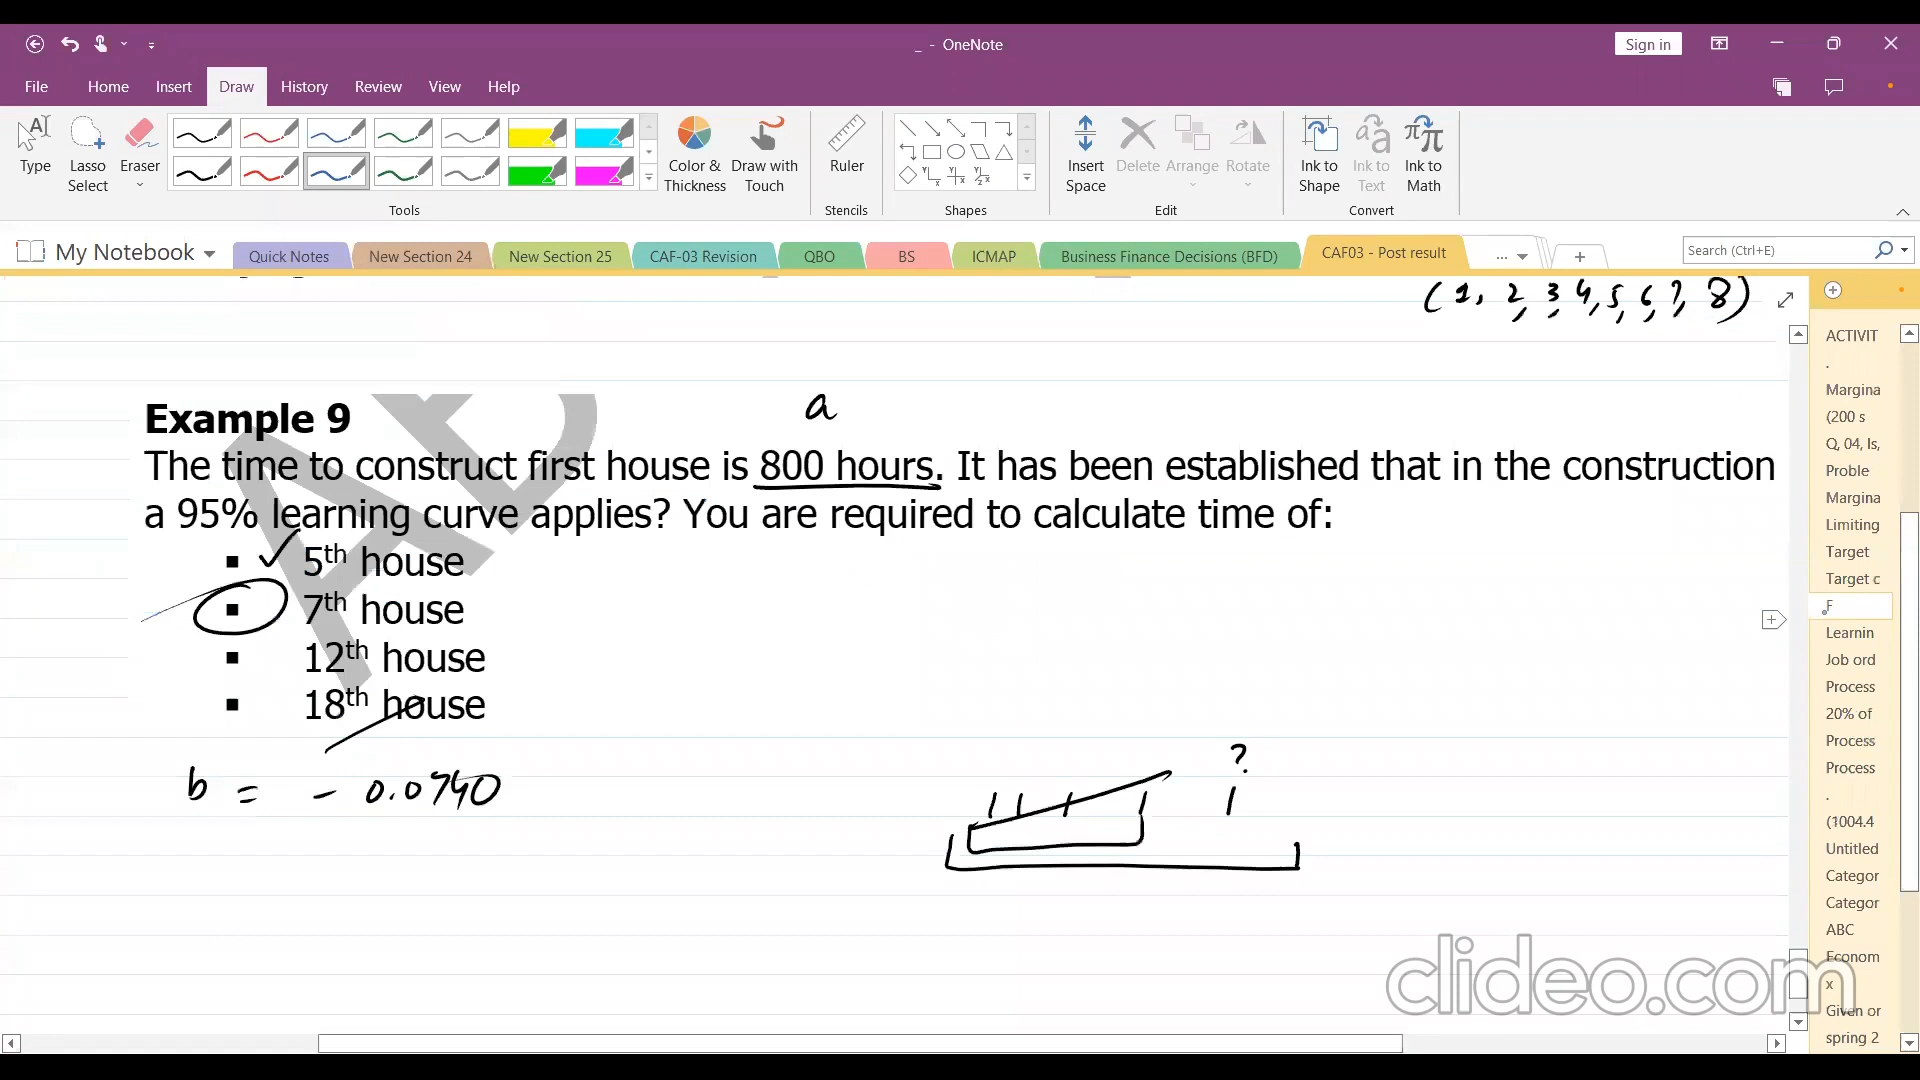 _ - OneNote
Sign in
File Home Insert Draw History Review View Help
Type Lasso Select Eraser Color & Thickness Draw with Touch Ruler Insert Space Delete Arrange Rotate Ink to Shape Ink to Text Ink to Math
Tools Stencils Shapes Edit Convert
My Notebook Quick Notes New Section 24 New Section 25 CAF-03 Revision QBO BS ICMAP Business Finance Decisions (BFD) CAF03 - Post result ... Search (Ctrl+E)
(1, 2, 3, 4, 5, 6, 7, 8)
a
Example 9
The time to construct first house is 800 hours. It has been established that in the construction
a 95% learning curve applies? You are required to calculate time of:
▪ 5th house
▪ 7th house
▪ 12th house
▪ 18th house
b = - 0.0740
?
ACTIVIT
.
Margina
(200 s
Q, 04, Is,
Proble
Margina
Limiting
Target
Target c
F
Learnin
Job ord
Process
20% of
Process
Process
.
(1004.4
Untitled
Categor
Categor
ABC
Econom
x
Given or
spring 2
clideo.com